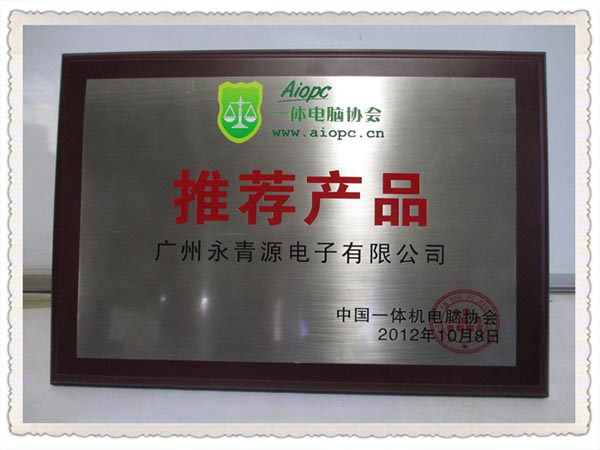 Aiopc
一体电脑协会
www.aiopc.cn
推荐产品
广州永青源电子有限公司
中国一体机电脑协会
2012年10月8日